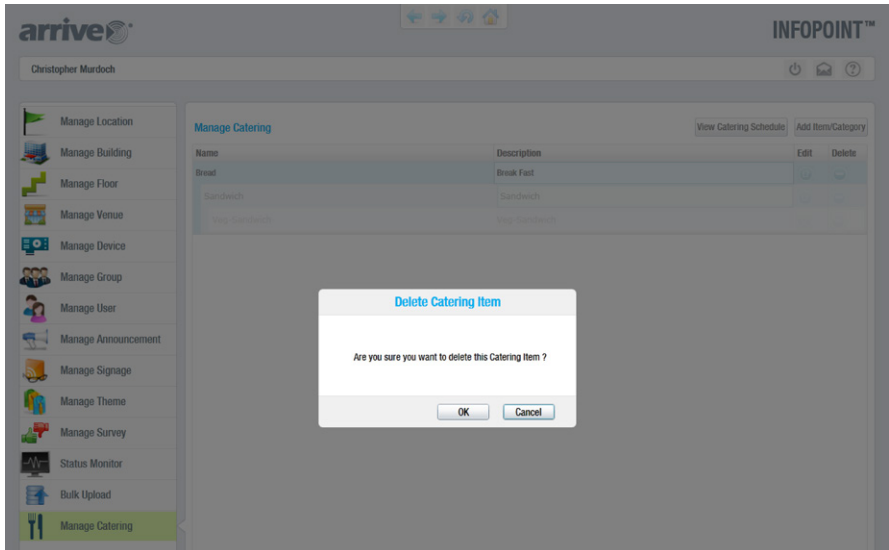 arrive
INFOPOINT™
Christopher Murdoch
Manage Location
Manage Building
Manage Floor
Manage Venue
Manage Device
Manage Group
Manage User
Manage Announcement
Manage Signage
Manage Theme
Manage Survey
Status Monitor
Bulk Upload
Manage Catering
Manage Catering View Catering Schedule Add Item/Category
Name Description Edit Delete
Bread Break Fast
Sandwich Sandwich
Veg-Sandwich Veg-Sandwich
Delete Catering Item
Are you sure you want to delete this Catering Item ?
OK Cancel